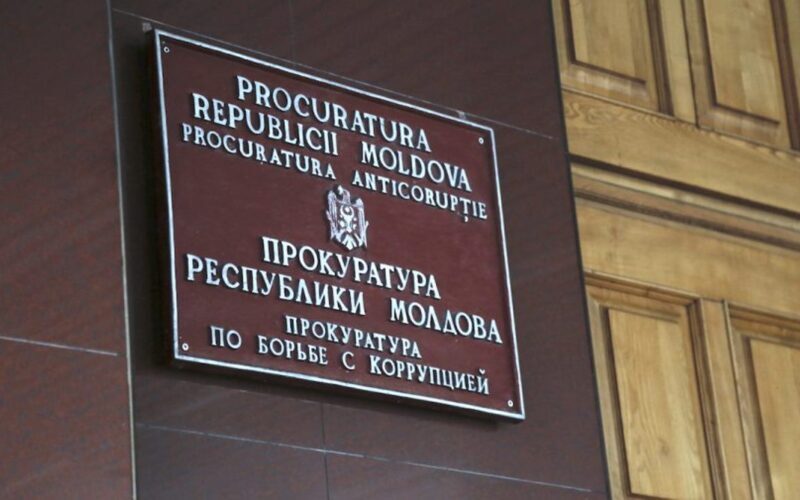 PROCURATURA
REPUBLICII MOLDOVA
PROCURATURA ANTICORUPȚIE
ПРОКУРАТУРА
РЕСПУБЛИКИ МОЛДОВА
ПРОКУРАТУРА
ПО БОРЬБЕ С КОРРУПЦИЕЙ